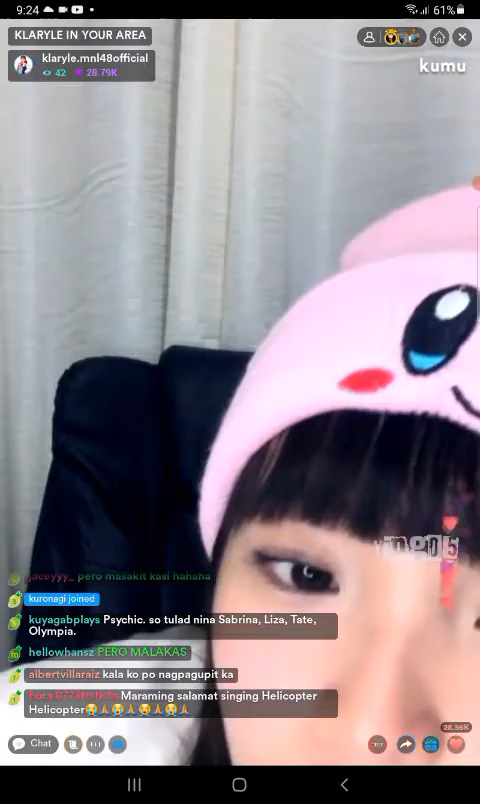 9:24
61%
KLARYLE IN YOUR AREA
klaryle.mnl48official
42 28.79K
kumu
jaceyyy_ pero masakit kasi hahaha
kuronagi joined
kuyagabplays Psychic. so tulad nina Sabrina, Liza, Tate,
Olympia.
hellowhansz PERO MALAKAS
albertvillaraiz kala ko po nagpagupit ka
Maraming salamat singing Helicopter
Helicopter😭🙏😭🙏😭🙏😭🙏
Chat
28.56K